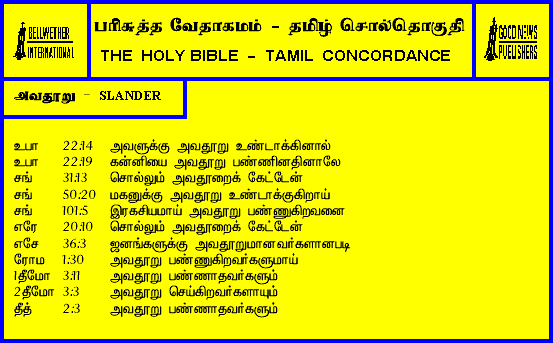 BELLWETHER
INTERNATIONAL
பரிசுத்த வேதாகமம் - தமிழ் சொல்தொகுதி
THE HOLY BIBLE - TAMIL CONCORDANCE
GOOD NEWS
PUBLISHERS
அவதூறு - SLANDER
உபா 22:14 அவளுக்கு அவதூறு உண்டாக்கினால்
உபா 22:19 கன்னியை அவதூறு பண்ணினதினாலே
சங் 31:13 சொல்லும் அவதூறைக் கேட்டேன்
சங் 50:20 மகனுக்கு அவதூறு உண்டாக்குகிறாய்
சங் 101:5 இரகசியமாய் அவதூறு பண்ணுகிறவனை
எரே 20:10 சொல்லும் அவதூறைக் கேட்டேன்
எசே 36:3 ஜனங்களுக்கு அவதூறுமானவர்களானபடி
ரோம 1:30 அவதூறு பண்ணுகிறவர்களுமாய்
1தீமோ 3:11 அவதூறு பண்ணாதவர்களும்
2தீமோ 3:3 அவதூறு செய்கிறவர்களாயும்
தீத் 2:3 அவதூறு பண்ணாதவர்களும்